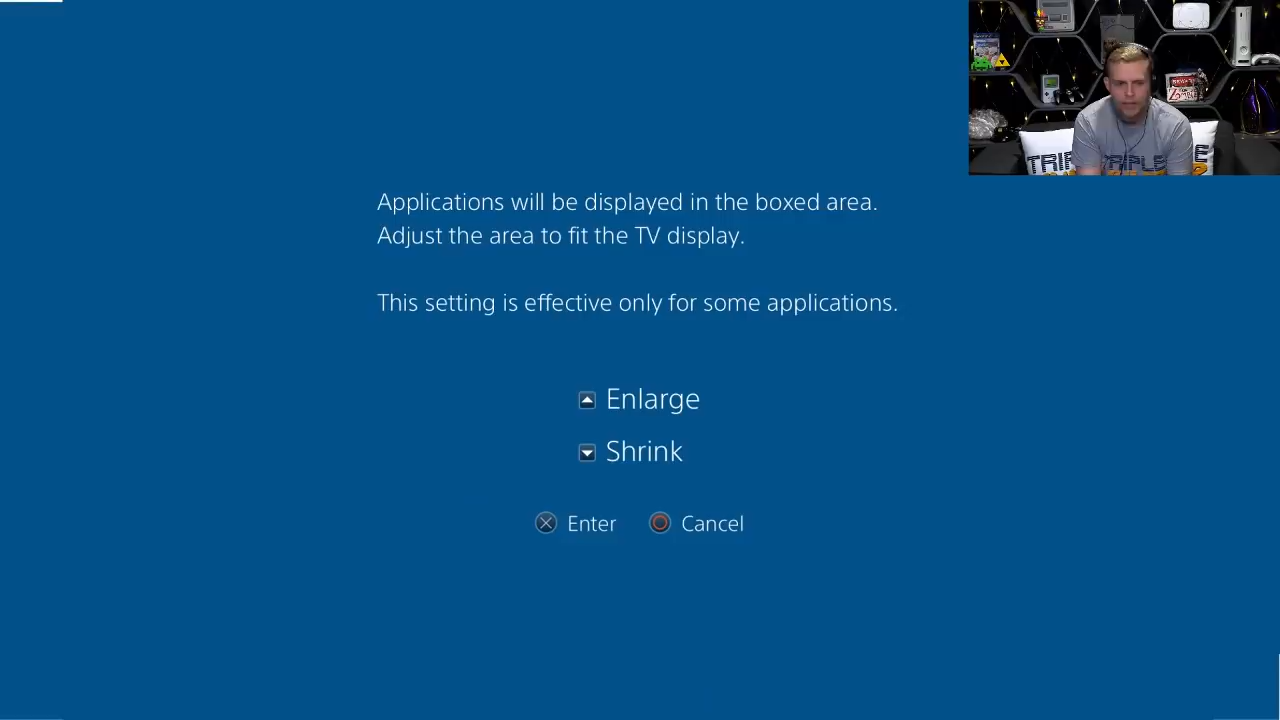 Applications will be displayed in the boxed area.
Adjust the area to fit the TV display.
This setting is effective only for some applications.
Enlarge
Shrink
Enter
Cancel